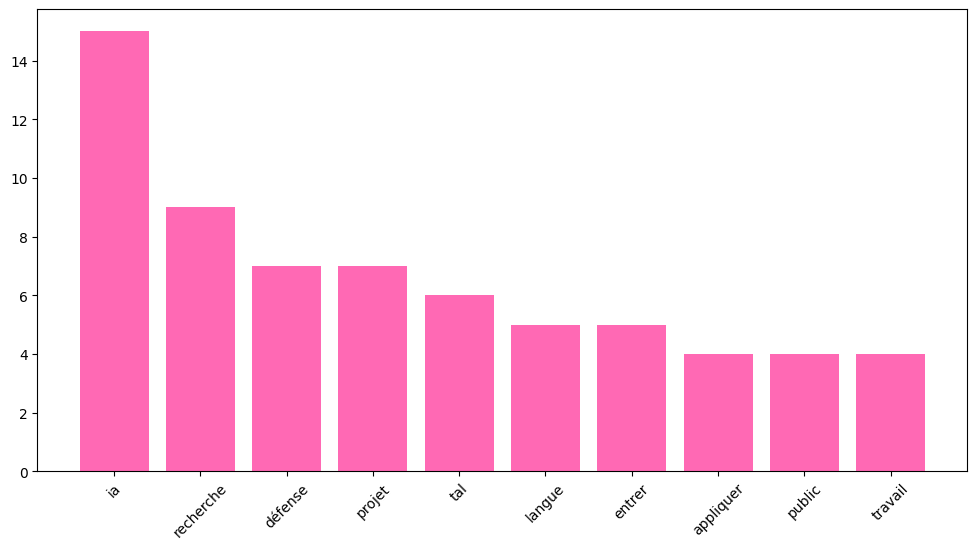 14
12
10
8
6
4
2
0
ia
recherche
défense
projet
tal
langue
entrer
appliquer
public
travail